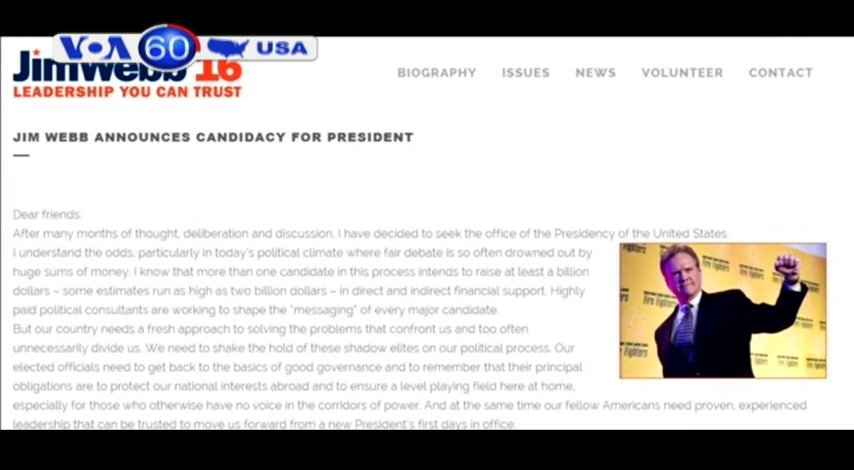 VOA 60 USA
JimWebb '16
LEADERSHIP YOU CAN TRUST
BIOGRAPHY ISSUES NEWS VOLUNTEER CONTACT
JIM WEBB ANNOUNCES CANDIDACY FOR PRESIDENT
Dear friends:
After many months of thought, deliberation and discussion, I have decided to seek the office of the Presidency of the United States.
I understand the odds, particularly in today's political climate where fair debate is so often drowned out by
huge sums of money. I know that more than one candidate in this process intends to raise at least a billion
dollars – some estimates run as high as two billion dollars – in direct and indirect financial support. Highly
paid political consultants are working to shape the "messaging" of every major candidate.
But our country needs a fresh approach to solving the problems that confront us and too often
unnecessarily divide us. We need to shake the hold of these shadow elites on our political process. Our
elected officials need to get back to the basics of good governance and to remember that their principal
obligations are to protect our national interests abroad and to ensure a level playing field here at home,
especially for those who otherwise have no voice in the corridors of power. And at the same time our fellow Americans need proven, experienced
leadership that can be trusted to move us forward from a new President's first days in office.
Fire Fighters
Fire Fighters